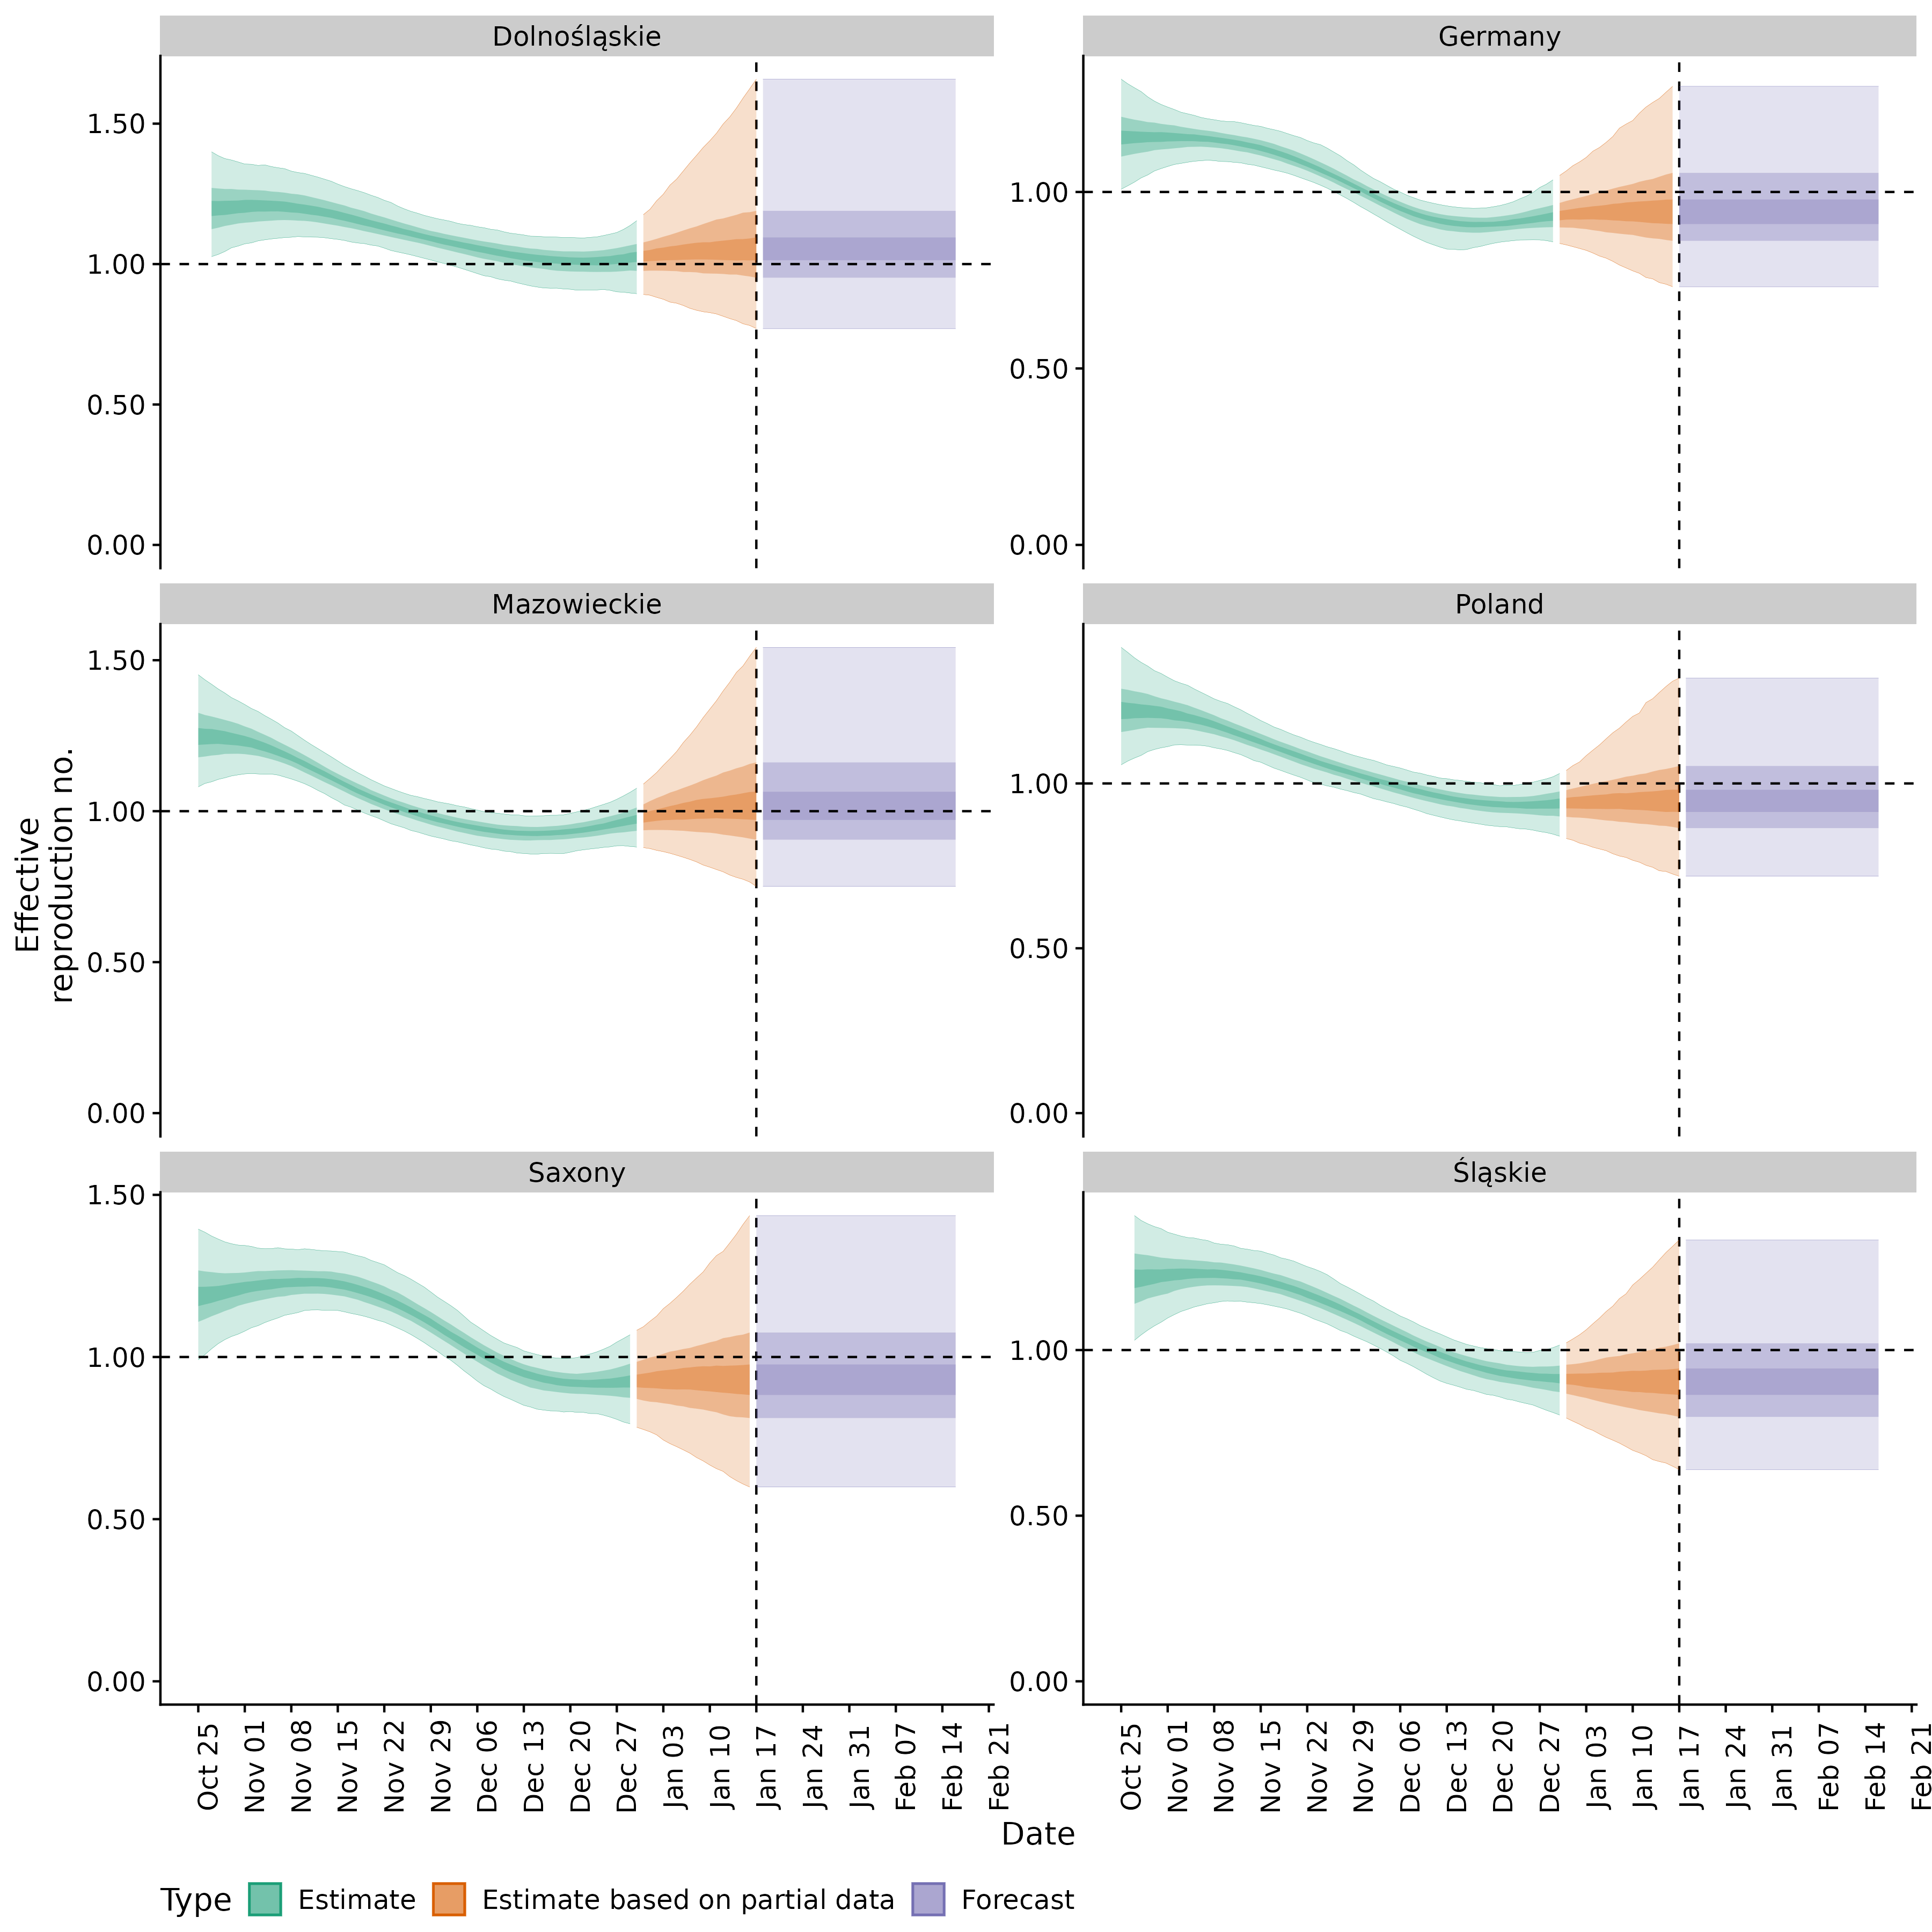 Dolnośląskie
Germany
1.50
1.00
0.50
0.00
1.00
0.50
0.00
Mazowieckie
Poland
1.50
1.00
0.50
0.00
1.00
0.50
0.00
Saxony
Śląskie
1.50
1.00
0.50
0.00
1.00
0.50
0.00
Effective
reproduction no.
Oct 25
Nov 01
Nov 08
Nov 15
Nov 22
Nov 29
Dec 06
Dec 13
Dec 20
Dec 27
Jan 03
Jan 10
Jan 17
Jan 24
Jan 31
Feb 07
Feb 14
Feb 21
Oct 25
Nov 01
Nov 08
Nov 15
Nov 22
Nov 29
Dec 06
Dec 13
Dec 20
Dec 27
Jan 03
Jan 10
Jan 17
Jan 24
Jan 31
Feb 07
Feb 14
Feb 21
Date
Type Estimate Estimate based on partial data Forecast